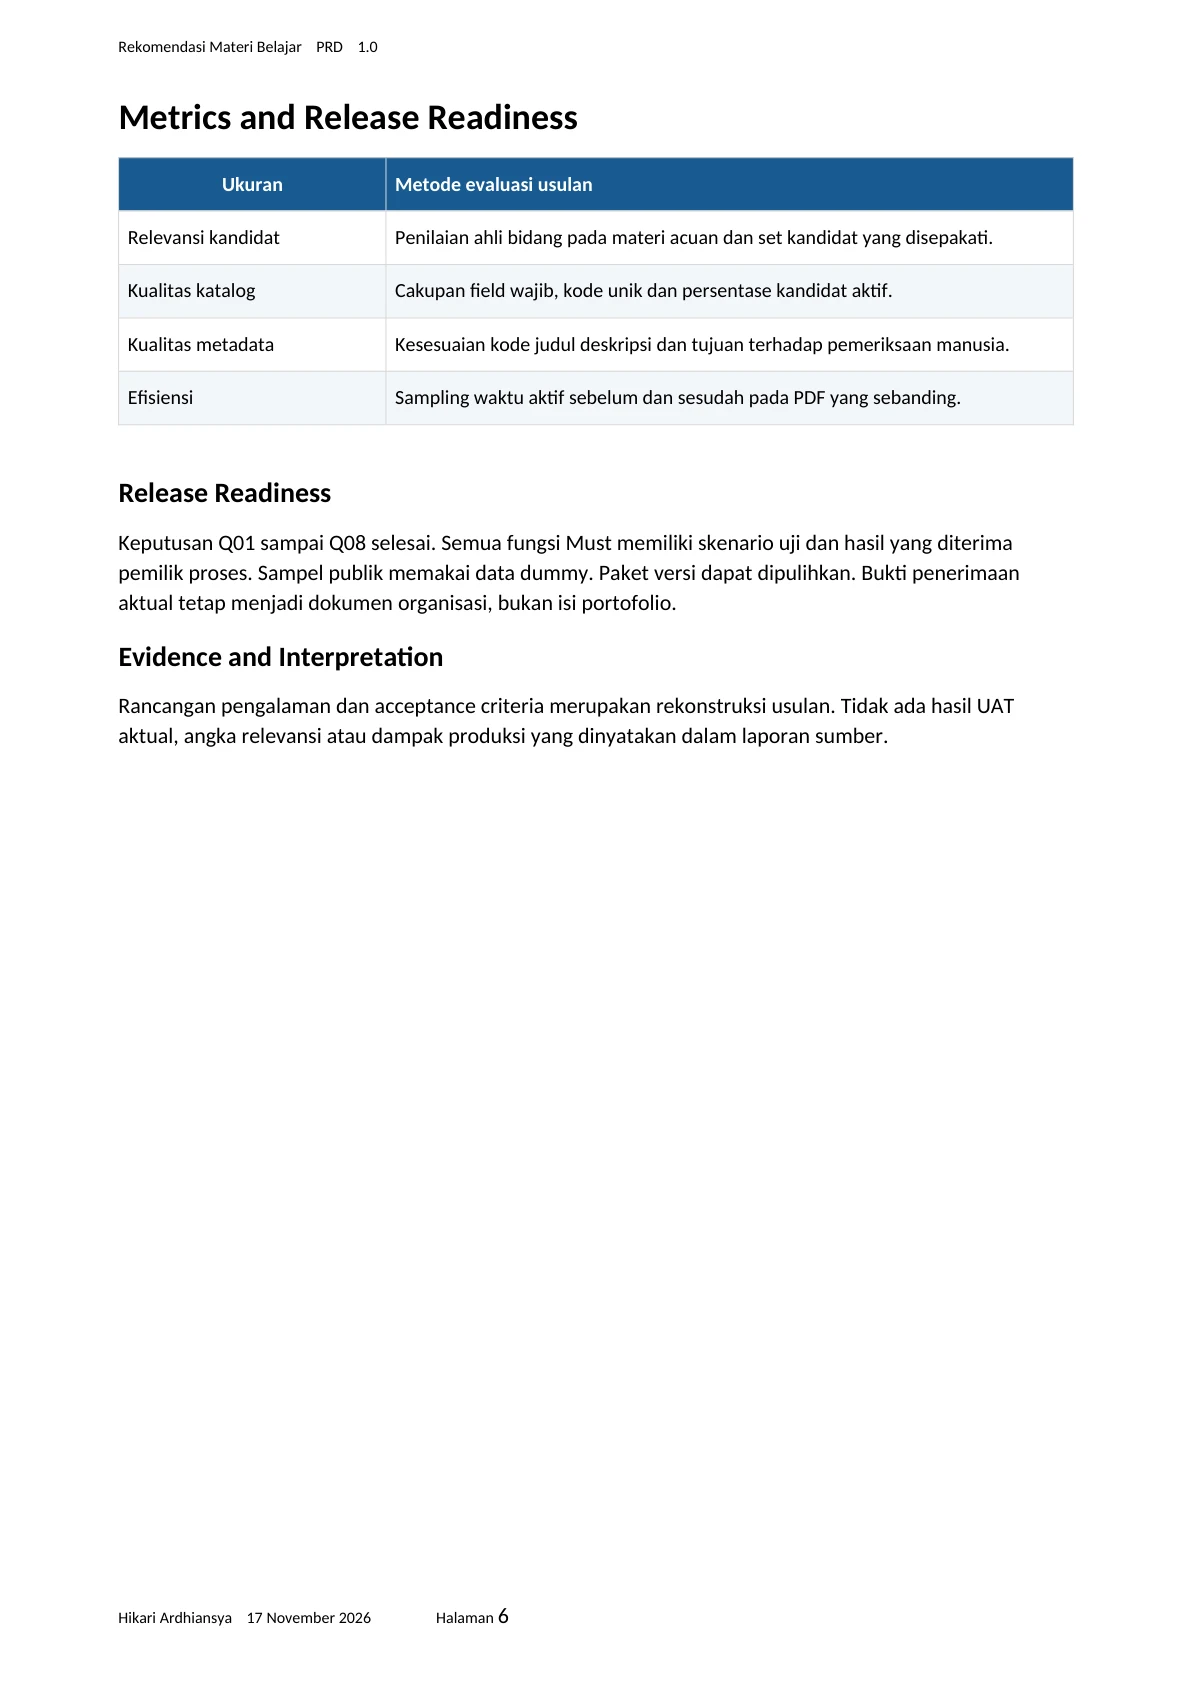 Rekomendasi Materi Belajar PRD 1.0
Metrics and Release Readiness
Ukuran Metode evaluasi usulan
Relevansi kandidat Penilaian ahli bidang pada materi acuan dan set kandidat yang disepakati.
Kualitas katalog Cakupan field wajib, kode unik dan persentase kandidat aktif.
Kualitas metadata Kesesuaian kode judul deskripsi dan tujuan terhadap pemeriksaan manusia.
Efisiensi Sampling waktu aktif sebelum dan sesudah pada PDF yang sebanding.
Release Readiness
Keputusan Q01 sampai Q08 selesai. Semua fungsi Must memiliki skenario uji dan hasil yang diterima
pemilik proses. Sampel publik memakai data dummy. Paket versi dapat dipulihkan. Bukti penerimaan
aktual tetap menjadi dokumen organisasi, bukan isi portofolio.
Evidence and Interpretation
Rancangan pengalaman dan acceptance criteria merupakan rekonstruksi usulan. Tidak ada hasil UAT
aktual, angka relevansi atau dampak produksi yang dinyatakan dalam laporan sumber.
Hikari Ardhiansya 17 November 2026 Halaman 6